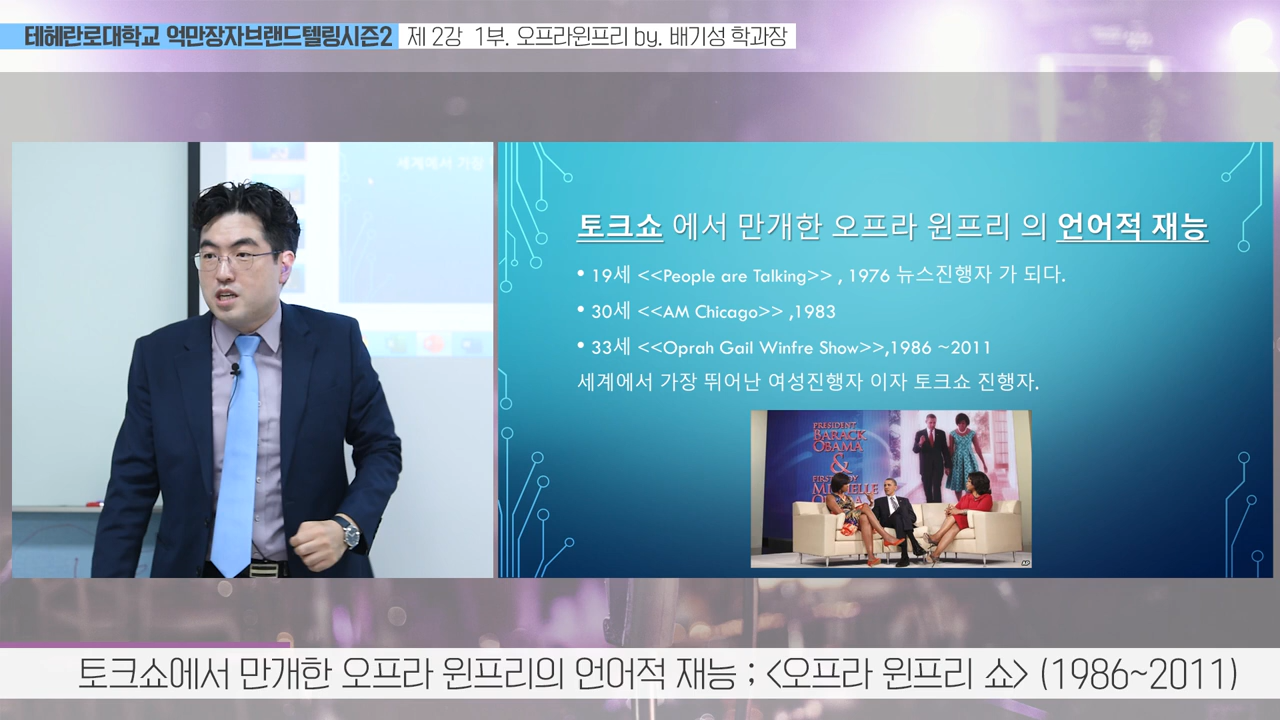 테헤란로대학교 억만장자브랜드텔링시즌2 제 2강 1부. 오프라윈프리 by. 배기성 학과장
세계에서 가장
토크쇼 에서 만개한 오프라 윈프리 의 언어적 재능
• 19세 <<People are Talking>> , 1976 뉴스진행자 가 되다.
• 30세 <<AM Chicago>> ,1983
• 33세 <<Oprah Gail Winfre Show>>,1986 ~2011
세계에서 가장 뛰어난 여성진행자 이자 토크쇼 진행자.
PRESIDENT
BARACK
OBAMA
&
FIRST LADY
MICHELLE
OBAMA
AP
토크쇼에서 만개한 오프라 윈프리의 언어적 재능 ; <오프라 윈프리 쇼> (1986~2011)